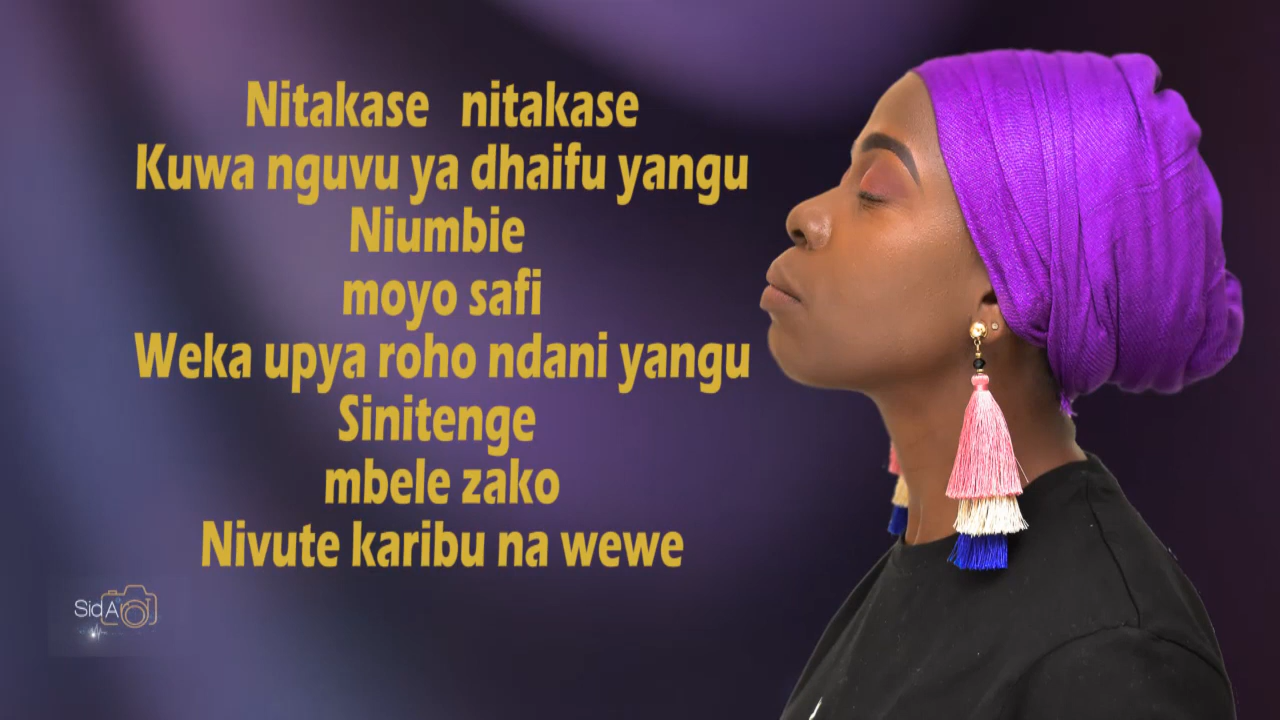 Nitakase nitakase
Kuwa nguvu ya dhaifu yangu
Niumbie
moyo safi
Weka upya roho ndani yangu
Sinitenge
mbele zako
Nivute karibu na wewe
SidA